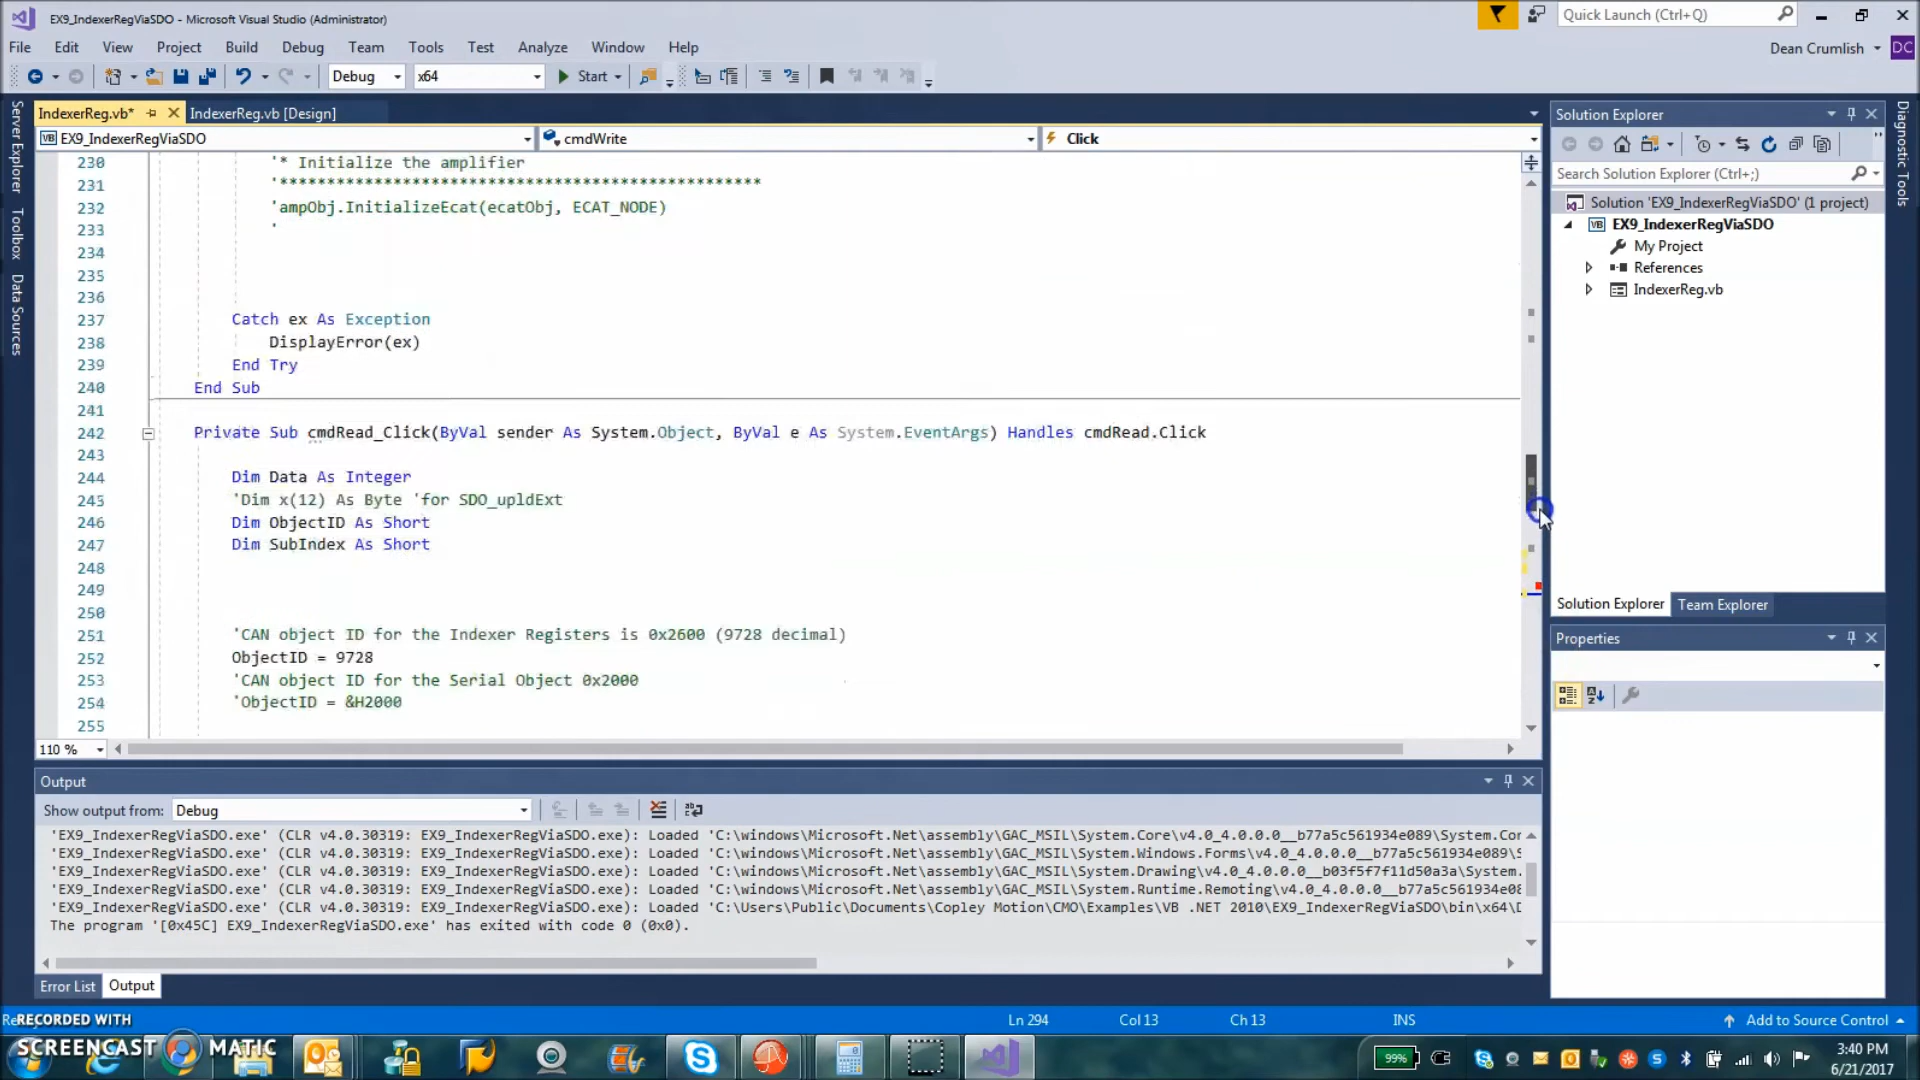 EX9_IndexerRegViaSDO - Microsoft Visual Studio (Administrator)
Quick Launch (Ctrl+Q)
File Edit View Project Build Debug Team Tools Test Analyze Window Help
Dean Crumlish DC
Debug x64 Start
Server Explorer
Toolbox
Data Sources
IndexerReg.vb* IndexerReg.vb [Design]
EX9_IndexerRegViaSDO cmdWrite Click
230 '* Initialize the amplifier
231 '***************************************************
232 'ampObj.InitializeEcat(ecatObj, ECAT_NODE)
233 '
234
235
236
237 Catch ex As Exception
238 DisplayError(ex)
239 End Try
240 End Sub
241
242 Private Sub cmdRead_Click(ByVal sender As System.Object, ByVal e As System.EventArgs) Handles cmdRead.Click
243
244 Dim Data As Integer
245 'Dim x(12) As Byte 'for SDO_upldExt
246 Dim ObjectID As Short
247 Dim SubIndex As Short
248
249
250
251 'CAN object ID for the Indexer Registers is 0x2600 (9728 decimal)
252 ObjectID = 9728
253 'CAN object ID for the Serial Object 0x2000
254 'ObjectID = &H2000
255
110 %
Output
Show output from: Debug
'EX9_IndexerRegViaSDO.exe' (CLR v4.0.30319: EX9_IndexerRegViaSDO.exe): Loaded 'C:\windows\Microsoft.Net\assembly\GAC_MSIL\System.Core\v4.0_4.0.0.0__b77a5c561934e089\System.Cor
'EX9_IndexerRegViaSDO.exe' (CLR v4.0.30319: EX9_IndexerRegViaSDO.exe): Loaded 'C:\windows\Microsoft.Net\assembly\GAC_MSIL\System.Windows.Forms\v4.0_4.0.0.0__b77a5c561934e089\S
'EX9_IndexerRegViaSDO.exe' (CLR v4.0.30319: EX9_IndexerRegViaSDO.exe): Loaded 'C:\windows\Microsoft.Net\assembly\GAC_MSIL\System.Drawing\v4.0_4.0.0.0__b03f5f7f11d50a3a\System.
'EX9_IndexerRegViaSDO.exe' (CLR v4.0.30319: EX9_IndexerRegViaSDO.exe): Loaded 'C:\windows\Microsoft.Net\assembly\GAC_MSIL\System.Runtime.Remoting\v4.0_4.0.0.0__b77a5c561934e08
'EX9_IndexerRegViaSDO.exe' (CLR v4.0.30319: EX9_IndexerRegViaSDO.exe): Loaded 'C:\Users\Public\Documents\Copley Motion\CMO\Examples\VB .NET 2010\EX9_IndexerRegViaSDO\bin\x64\D
The program '[0x45C] EX9_IndexerRegViaSDO.exe' has exited with code 0 (0x0).
Error List Output
Solution Explorer
Search Solution Explorer (Ctrl+;)
Solution 'EX9_IndexerRegViaSDO' (1 project)
EX9_IndexerRegViaSDO
My Project
References
IndexerReg.vb
Solution Explorer Team Explorer
Properties
Diagnostic Tools
Ln 294 Col 13 Ch 13 INS Add to Source Control
RECORDED WITH
SCREENCAST MATIC
99%
3:40 PM
6/21/2017